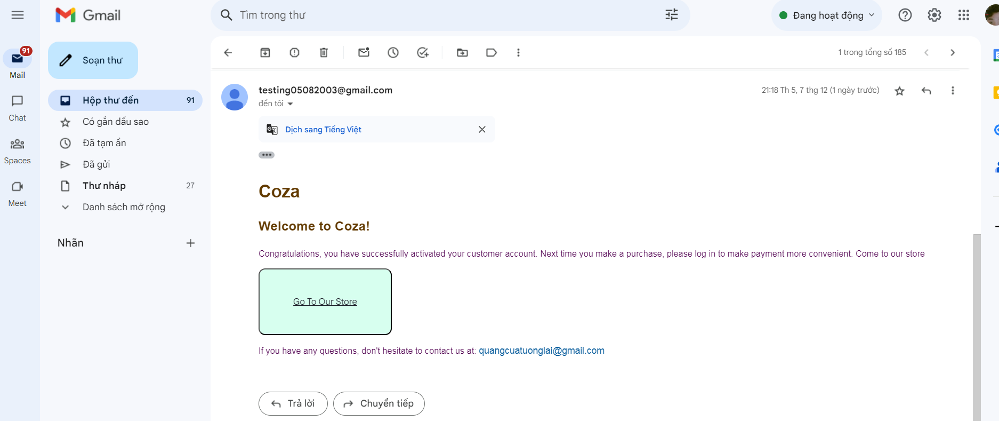 Gmail
Tìm trong thư
Đang hoạt động
91
Mail
Chat
Spaces
Meet
Soạn thư
Hộp thư đến 91
Có gắn dấu sao
Đã tạm ẩn
Đã gửi
Thư nháp 27
Danh sách mở rộng
Nhãn
1 trong tổng số 185
testing05082003@gmail.com
21:18 Th 5, 7 thg 12 (1 ngày trước)
đến tôi
Dịch sang Tiếng Việt
Coza
Welcome to Coza!
Congratulations, you have successfully activated your customer account. Next time you make a purchase, please log in to make payment more convenient. Come to our store
Go To Our Store
If you have any questions, don't hesitate to contact us at: quangcuatuonglai@gmail.com
Trả lời
Chuyển tiếp